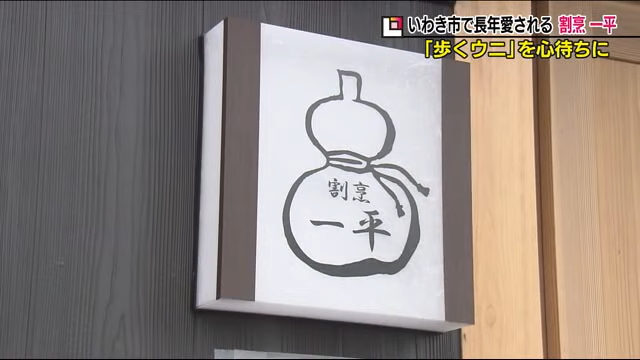 いわき市で長年愛される 割烹 一平
「歩くウニ」を心待ちに
割烹
一平